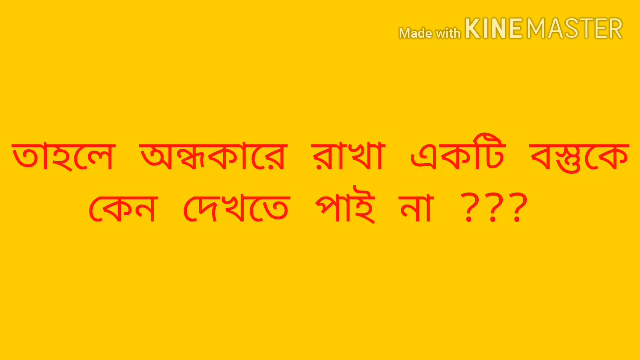 Made with KINEMASTER
তাহলে অন্ধকারে রাখা একটি বস্তুকে
কেন দেখতে পাই না ???